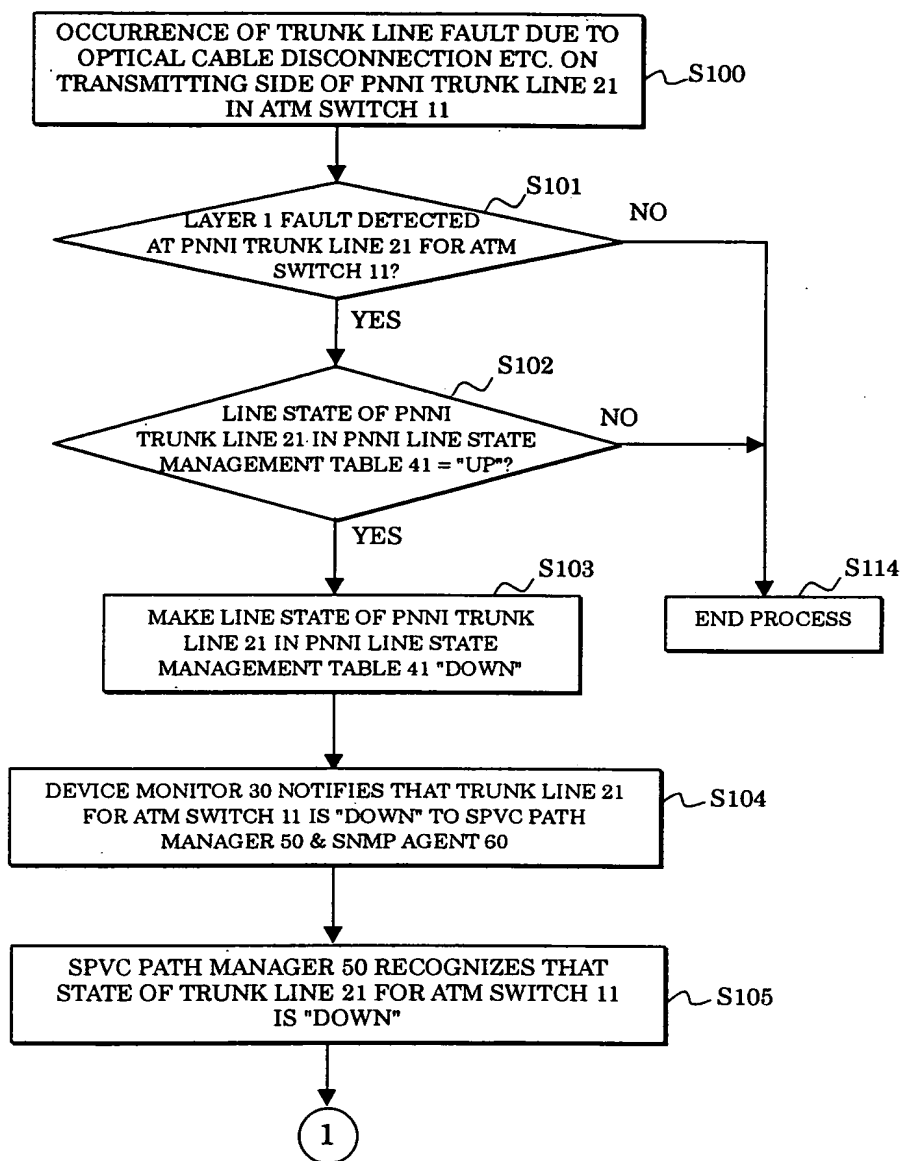 OCCURRENCE OF TRUNK LINE FAULT DUE TO
OPTICAL CABLE DISCONNECTION ETC. ON
TRANSMITTING SIDE OF PNNI TRUNK LINE 21
IN ATM SWITCH 11
S100
S101
LAYER 1 FAULT DETECTED
AT PNNI TRUNK LINE 21 FOR ATM
SWITCH 11?
NO
YES
S102
LINE STATE OF PNNI
TRUNK LINE 21 IN PNNI LINE STATE
MANAGEMENT TABLE 41 = "UP"?
NO
YES
S103
MAKE LINE STATE OF PNNI TRUNK
LINE 21 IN PNNI LINE STATE
MANAGEMENT TABLE 41 "DOWN"
S114
END PROCESS
DEVICE MONITOR 30 NOTIFIES THAT TRUNK LINE 21
FOR ATM SWITCH 11 IS "DOWN" TO SPVC PATH
MANAGER 50 & SNMP AGENT 60
S104
SPVC PATH MANAGER 50 RECOGNIZES THAT
STATE OF TRUNK LINE 21 FOR ATM SWITCH 11
IS "DOWN"
S105
1